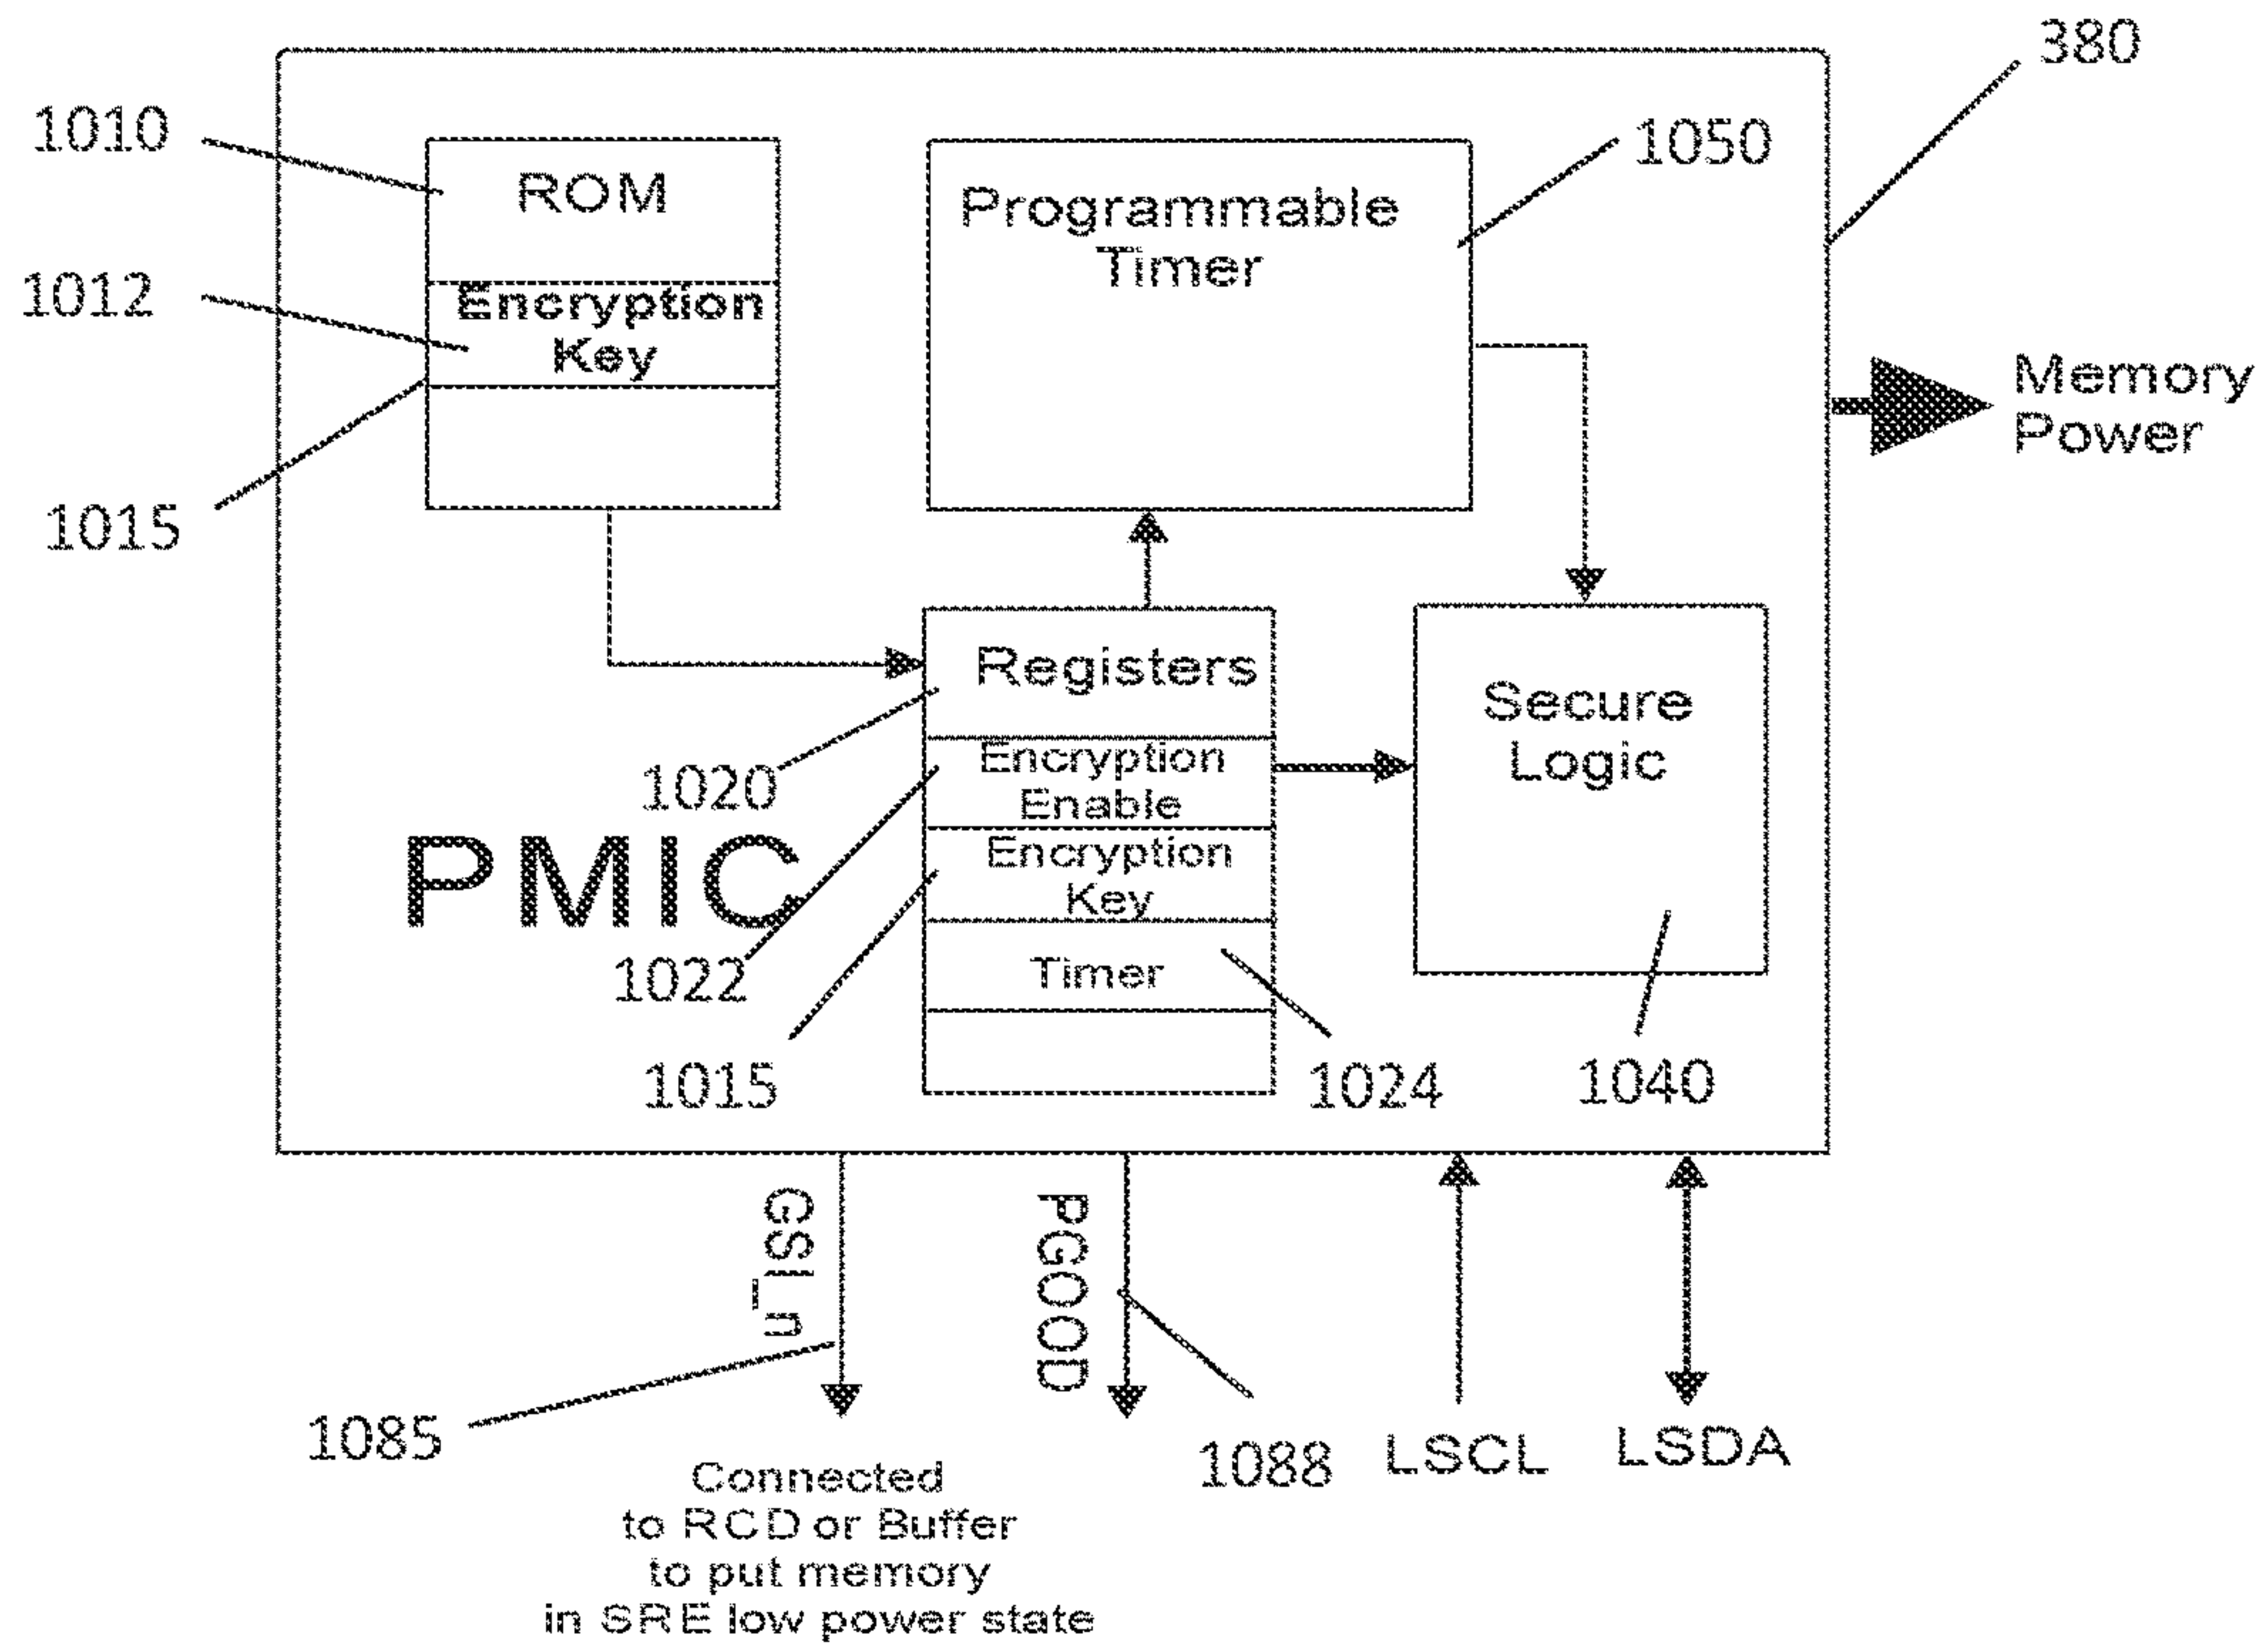 380
1010
ROM
Programmable
Timer
1050
1012
Encryption
Key
Memory
Power
1015
Registers
Secure
Logic
1020
Encryption
Enable
PMIC
Encryption
Key
1022
Timer
1015
1024
1040
GSI_n
PGOOD
1085
1088
LSCL
LSDA
Connected
to RCD or Buffer
to put memory
in SRE low power state